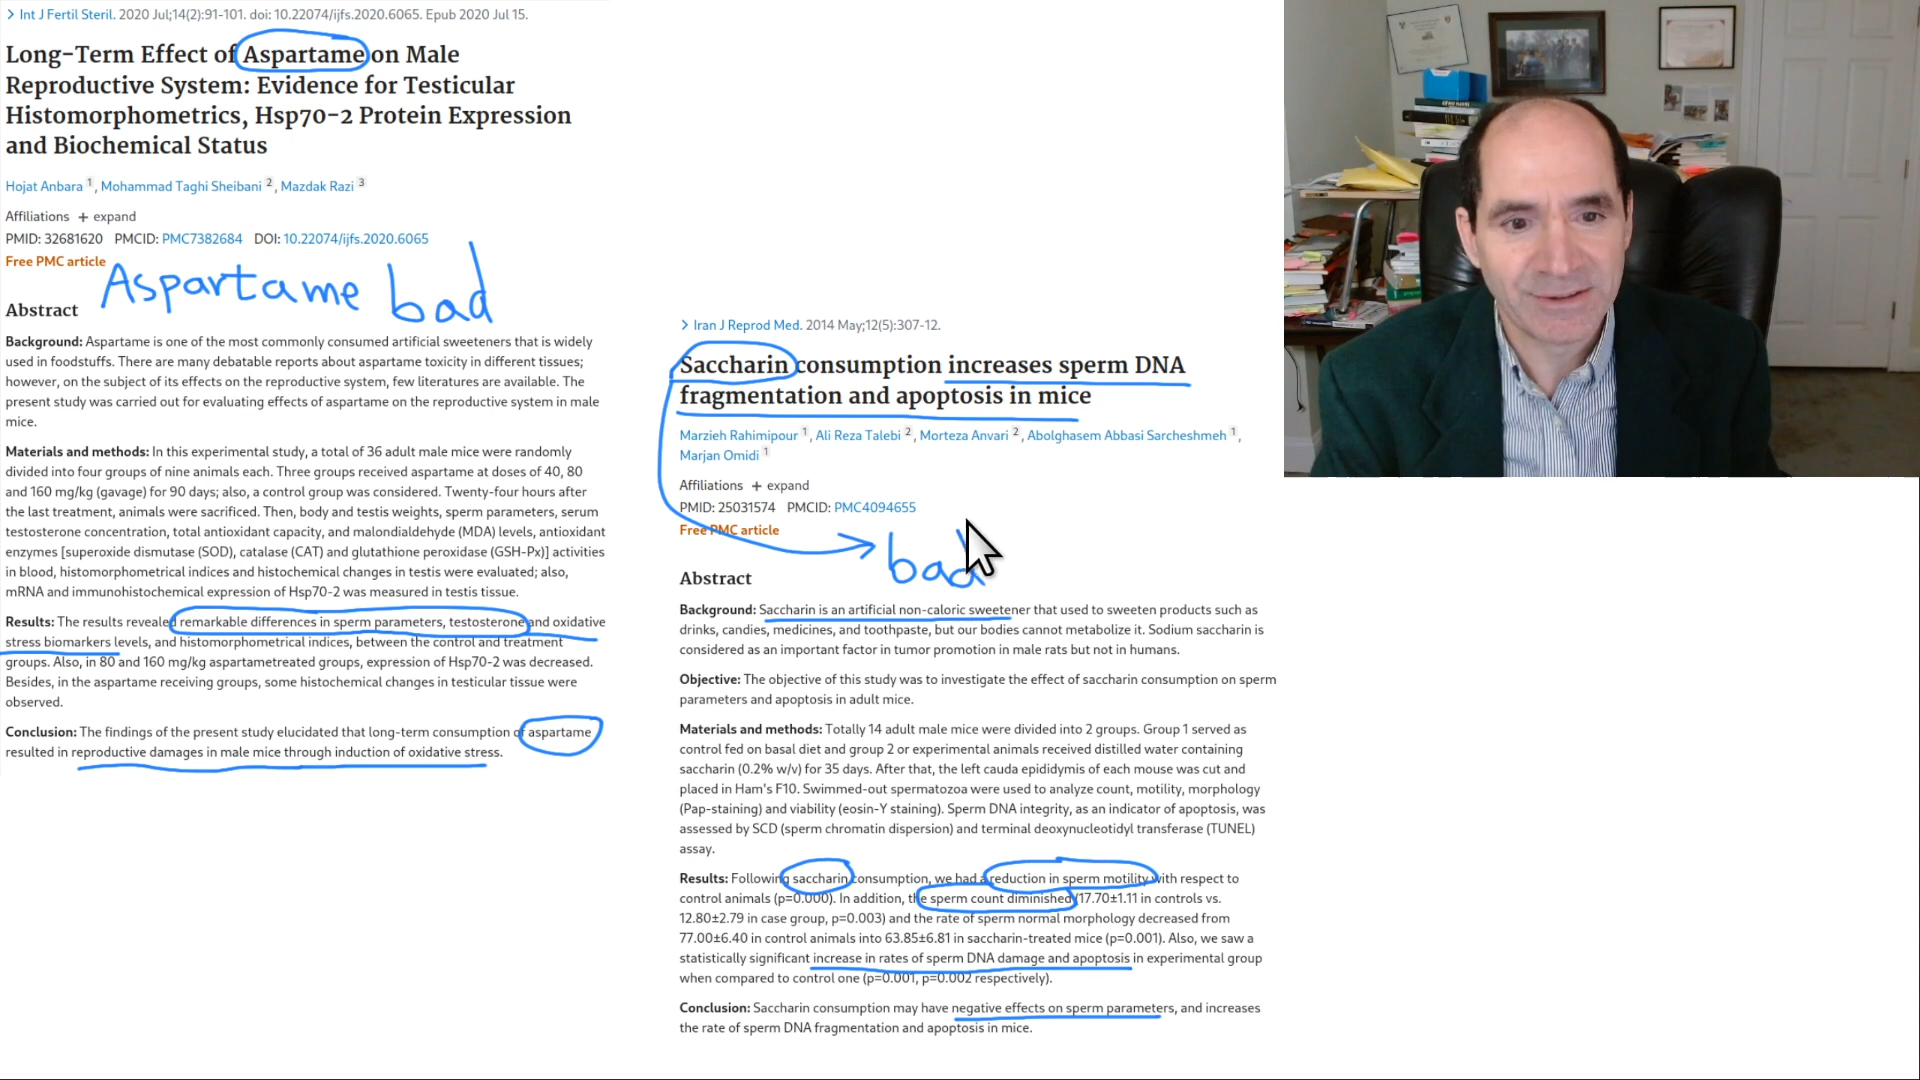 > Int J Fertil Steril. 2020 Jul;14(2):91-101. doi: 10.22074/ijfs.2020.6065. Epub 2020 Jul 15.
Long-Term Effect of Aspartame on Male
Reproductive System: Evidence for Testicular
Histomorphometrics, Hsp70-2 Protein Expression
and Biochemical Status
Hojat Anbara 1, Mohammad Taghi Sheibani 2, Mazdak Razi 3
Affiliations + expand
PMID: 32681620 PMCID: PMC7382684 DOI: 10.22074/ijfs.2020.6065
Free PMC article
Aspartame bad
Abstract
Background: Aspartame is one of the most commonly consumed artificial sweeteners that is widely
used in foodstuffs. There are many debatable reports about aspartame toxicity in different tissues;
however, on the subject of its effects on the reproductive system, few literatures are available. The
present study was carried out for evaluating effects of aspartame on the reproductive system in male
mice.
Materials and methods: In this experimental study, a total of 36 adult male mice were randomly
divided into four groups of nine animals each. Three groups received aspartame at doses of 40, 80
and 160 mg/kg (gavage) for 90 days; also, a control group was considered. Twenty-four hours after
the last treatment, animals were sacrificed. Then, body and testis weights, sperm parameters, serum
testosterone concentration, total antioxidant capacity, and malondialdehyde (MDA) levels, antioxidant
enzymes [superoxide dismutase (SOD), catalase (CAT) and glutathione peroxidase (GSH-Px)] activities
in blood, histomorphometrical indices and histochemical changes in testis were evaluated; also,
mRNA and immunohistochemical expression of Hsp70-2 was measured in testis tissue.
Results: The results revealed remarkable differences in sperm parameters, testosterone and oxidative
stress biomarkers levels, and histomorphometrical indices, between the control and treatment
groups. Also, in 80 and 160 mg/kg aspartametreated groups, expression of Hsp70-2 was decreased.
Besides, in the aspartame receiving groups, some histochemical changes in testicular tissue were
observed.
Conclusion: The findings of the present study elucidated that long-term consumption of aspartame
resulted in reproductive damages in male mice through induction of oxidative stress.
> Iran J Reprod Med. 2014 May;12(5):307-12.
Saccharin consumption increases sperm DNA
fragmentation and apoptosis in mice
Marzieh Rahimipour 1, Ali Reza Talebi 2, Morteza Anvari 2, Abolghasem Abbasi Sarcheshmeh 1,
Marjan Omidi 1
Affiliations + expand
PMID: 25031574 PMCID: PMC4094655
Free PMC article
bad
Abstract
Background: Saccharin is an artificial non-caloric sweetener that used to sweeten products such as
drinks, candies, medicines, and toothpaste, but our bodies cannot metabolize it. Sodium saccharin is
considered as an important factor in tumor promotion in male rats but not in humans.
Objective: The objective of this study was to investigate the effect of saccharin consumption on sperm
parameters and apoptosis in adult mice.
Materials and methods: Totally 14 adult male mice were divided into 2 groups. Group 1 served as
control fed on basal diet and group 2 or experimental animals received distilled water containing
saccharin (0.2% w/v) for 35 days. After that, the left cauda epididymis of each mouse was cut and
placed in Ham's F10. Swimmed-out spermatozoa were used to analyze count, motility, morphology
(Pap-staining) and viability (eosin-Y staining). Sperm DNA integrity, as an indicator of apoptosis, was
assessed by SCD (sperm chromatin dispersion) and terminal deoxynucleotidyl transferase (TUNEL)
assay.
Results: Following saccharin consumption, we had a reduction in sperm motility with respect to
control animals (p=0.000). In addition, the sperm count diminished (17.70±1.11 in controls vs.
12.80±2.79 in case group, p=0.003) and the rate of sperm normal morphology decreased from
77.00±6.40 in control animals into 63.85±6.81 in saccharin-treated mice (p=0.001). Also, we saw a
statistically significant increase in rates of sperm DNA damage and apoptosis in experimental group
when compared to control one (p=0.001, p=0.002 respectively).
Conclusion: Saccharin consumption may have negative effects on sperm parameters, and increases
the rate of sperm DNA fragmentation and apoptosis in mice.